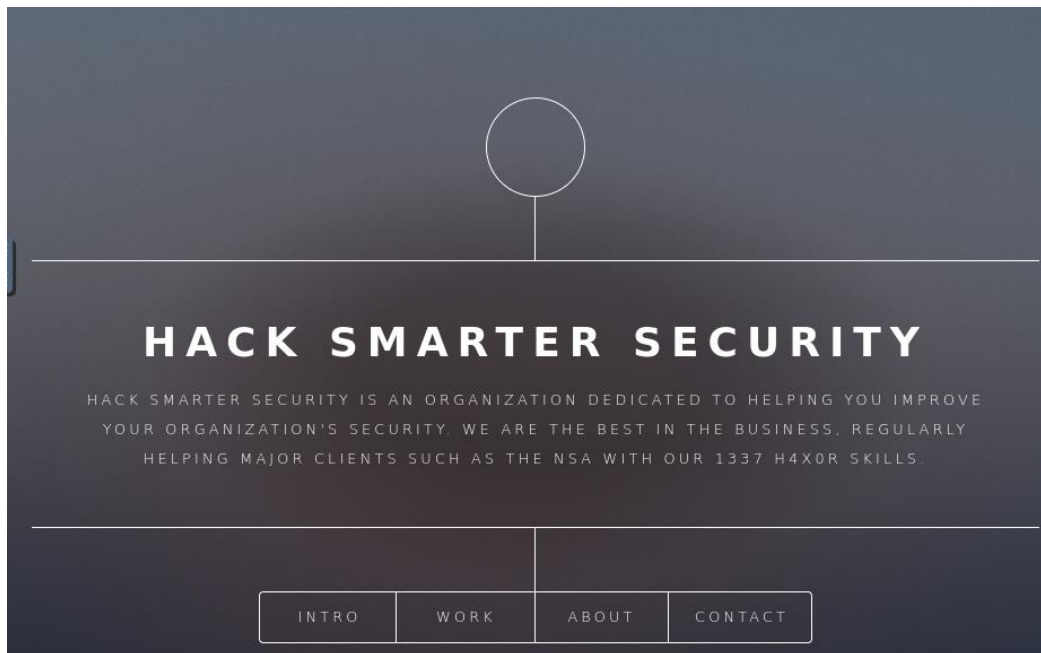 HACK SMARTER SECURITY
HACK SMARTER SECURITY IS AN ORGANIZATION DEDICATED TO HELPING YOU IMPROVE
YOUR ORGANIZATION'S SECURITY. WE ARE THE BEST IN THE BUSINESS, REGULARLY
HELPING MAJOR CLIENTS SUCH AS THE NSA WITH OUR 1337 H4X0R SKILLS.
INTRO WORK ABOUT CONTACT